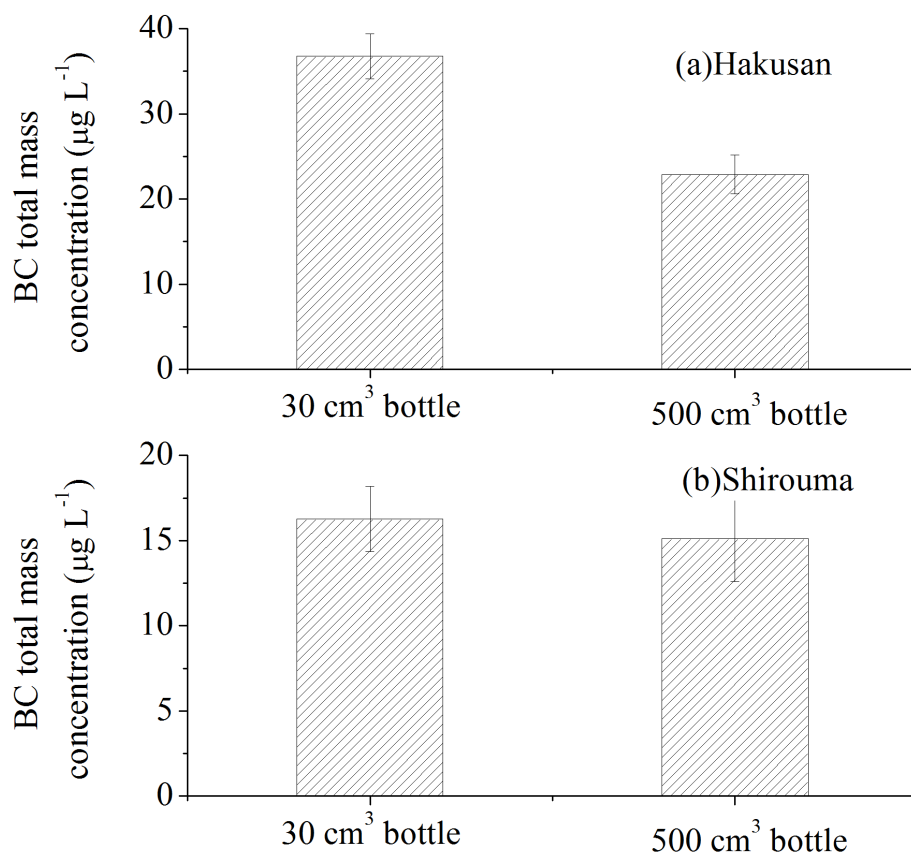 BC total mass
concentration (μg L⁻¹)
40
30
20
10
0
(a)Hakusan
30 cm³ bottle
500 cm³ bottle
BC total mass
concentration (μg L⁻¹)
20
15
10
5
0
(b)Shirouma
30 cm³ bottle
500 cm³ bottle